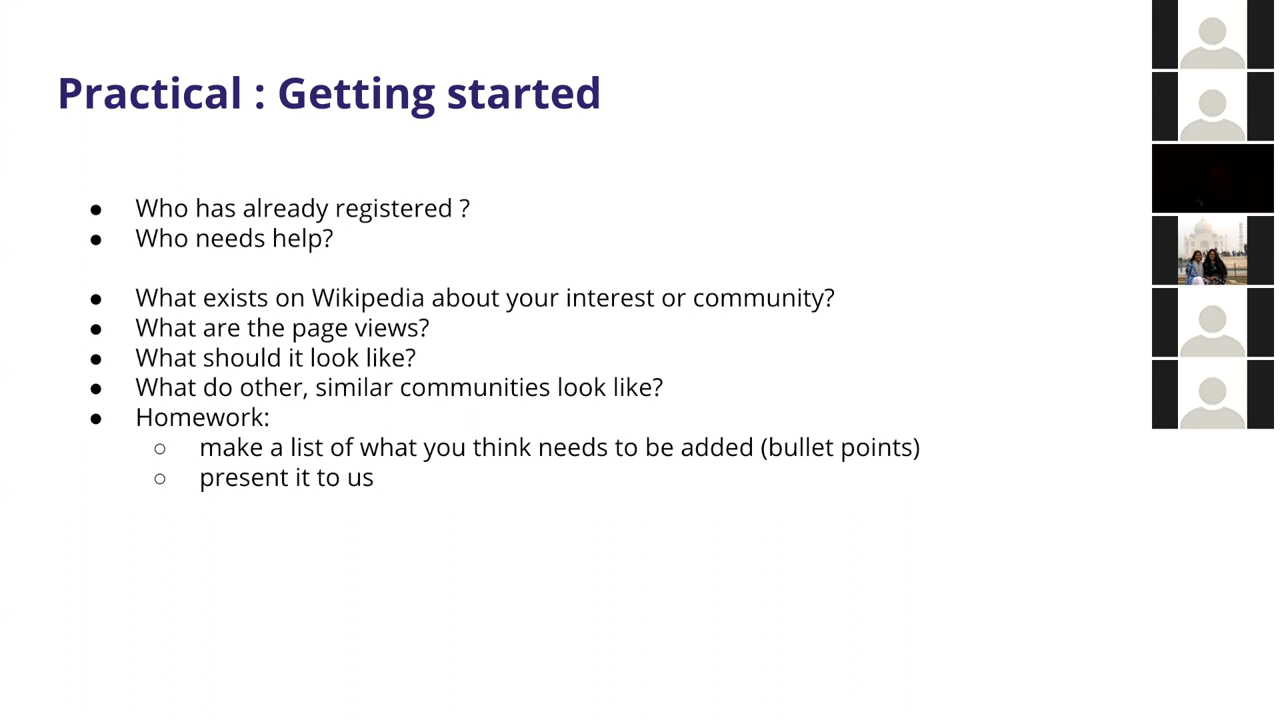 Practical : Getting started
● Who has already registered ?
● Who needs help?
● What exists on Wikipedia about your interest or community?
● What are the page views?
● What should it look like?
● What do other, similar communities look like?
● Homework:
○ make a list of what you think needs to be added (bullet points)
○ present it to us